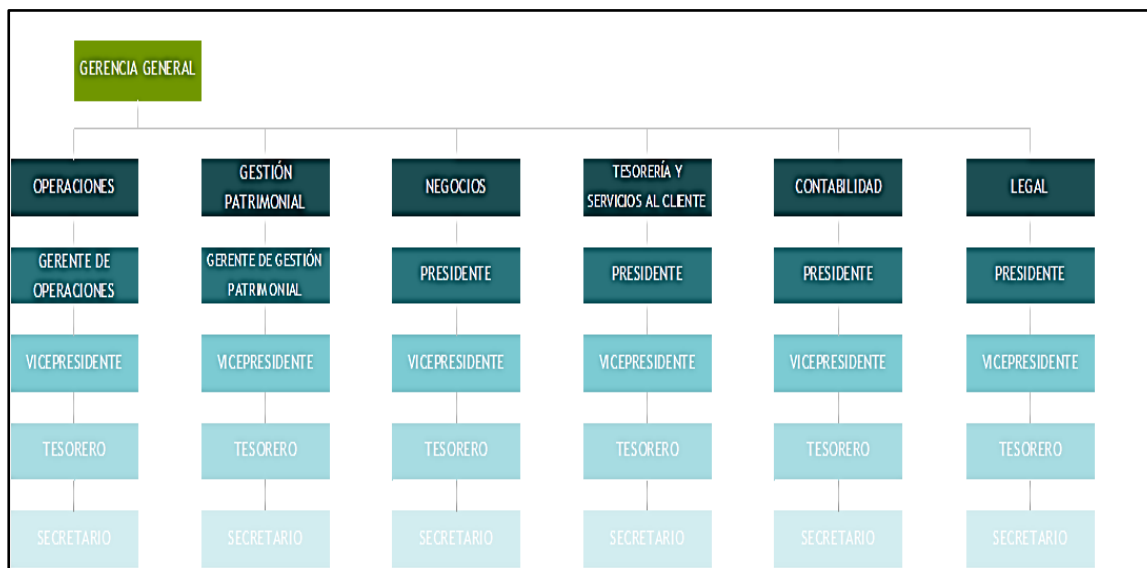 GERENCIA GENERAL
OPERACIONES
GESTIÓN
PATRIMONIAL
NEGOCIOS
TESORERÍA Y
SERVICIOS AL CLIENTE
CONTABILIDAD
LEGAL
GERENTE DE
OPERACIONES
GERENTE DE GESTIÓN
PATRIMONIAL
PRESIDENTE
PRESIDENTE
PRESIDENTE
PRESIDENTE
VICEPRESIDENTE
VICEPRESIDENTE
VICEPRESIDENTE
VICEPRESIDENTE
VICEPRESIDENTE
VICEPRESIDENTE
TESORERO
TESORERO
TESORERO
TESORERO
TESORERO
TESORERO
SECRETARIO
SECRETARIO
SECRETARIO
SECRETARIO
SECRETARIO
SECRETARIO